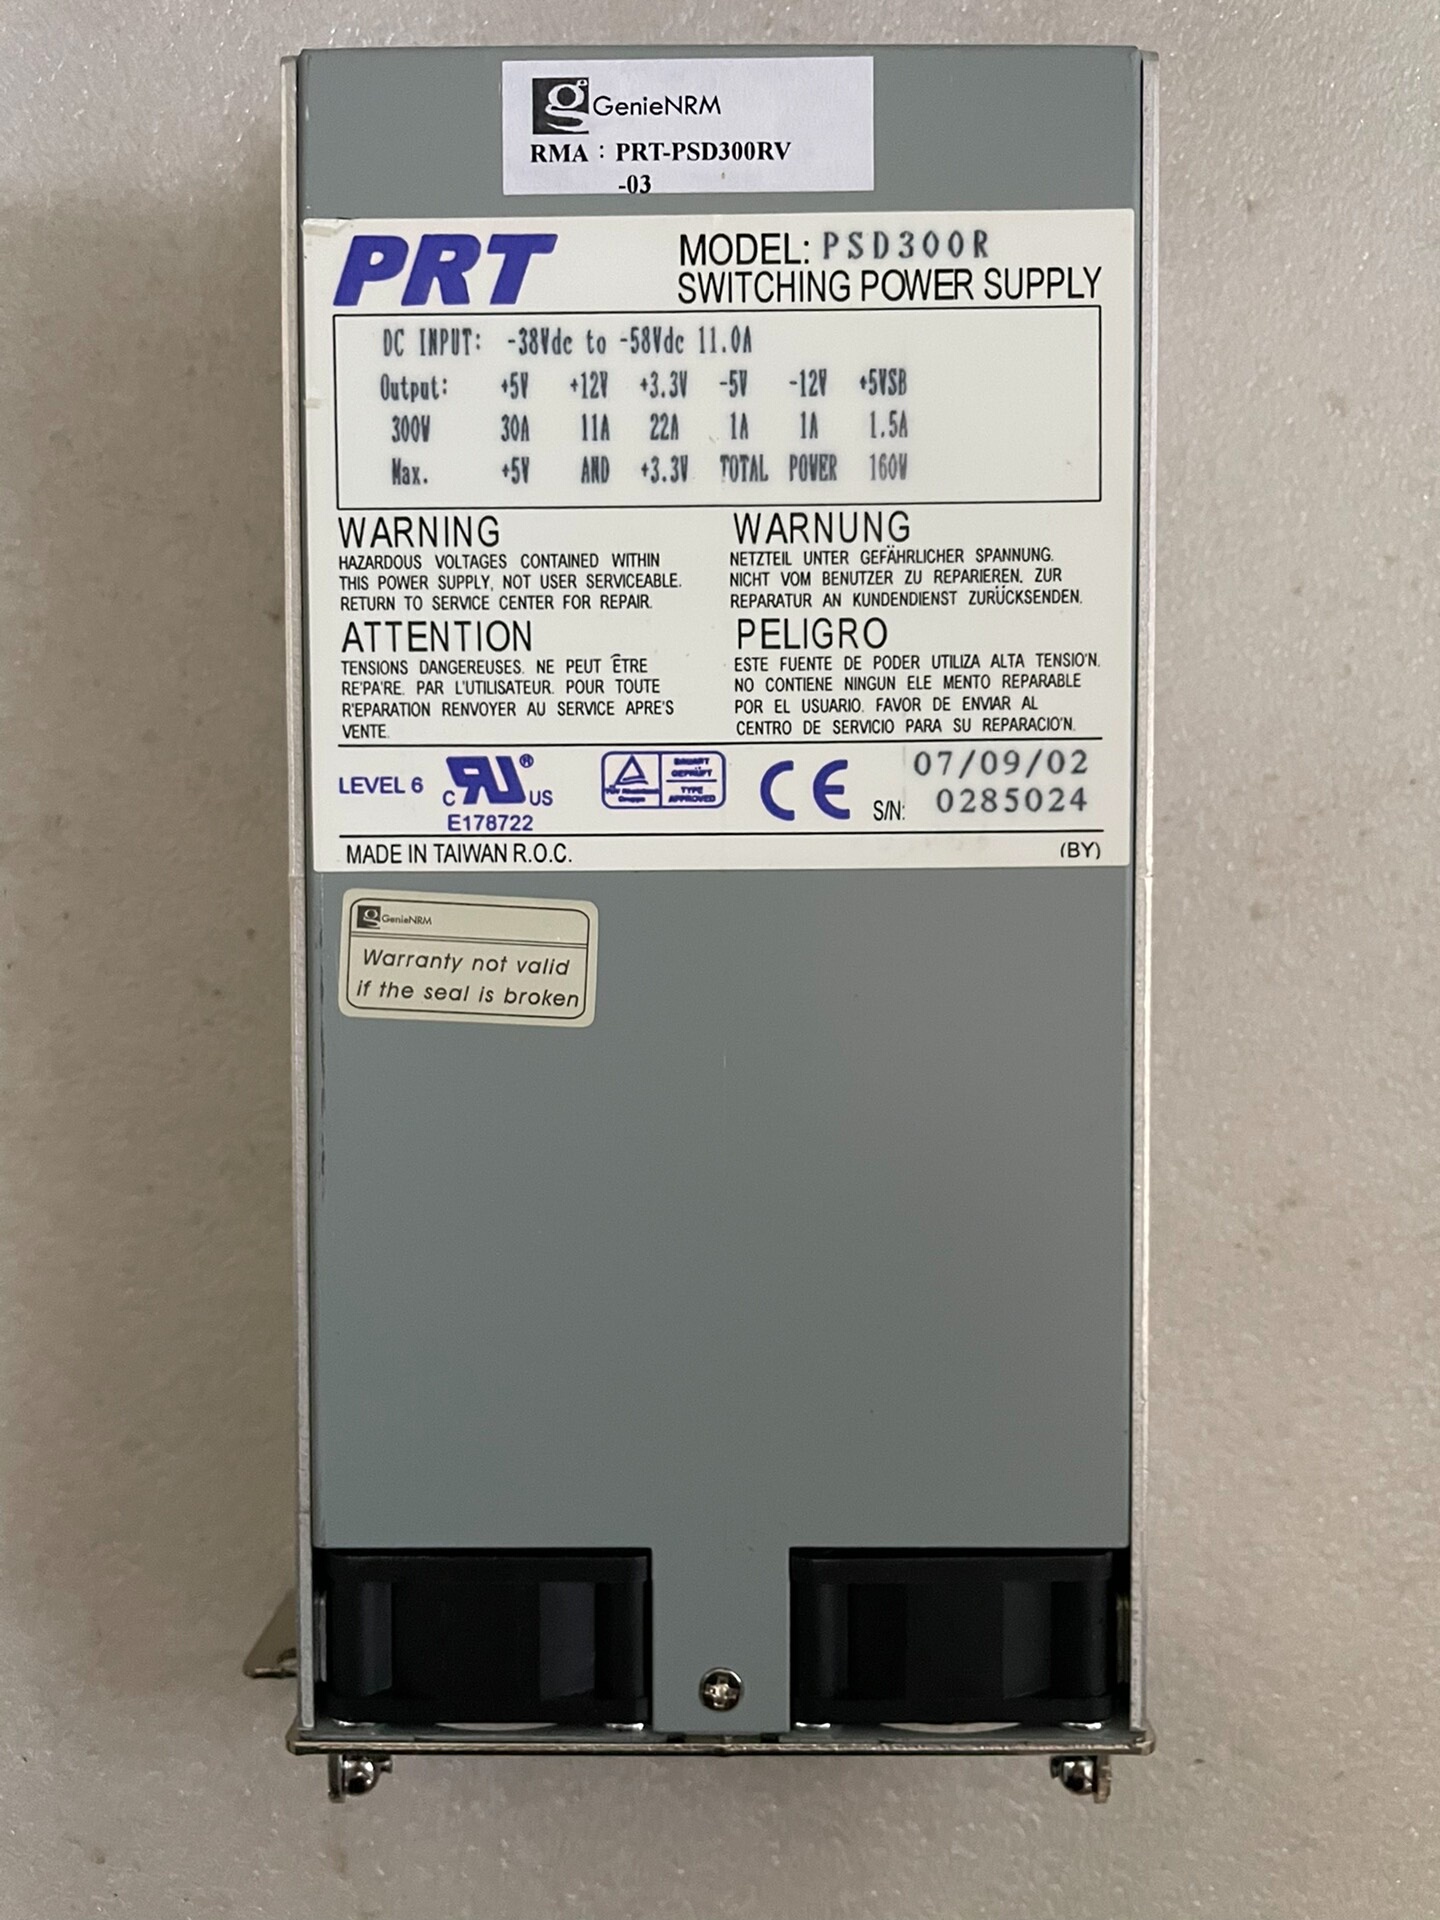 GenieNRM
RMA : PRT-PSD300RV
-03
PRT
MODEL: PSD300R
SWITCHING POWER SUPPLY
DC INPUT: -38Vdc to -58Vdc 11.0A
Output: +5V +12V +3.3V -5V -12V +5VSB
300W 30A 11A 22A 1A 1A 1.5A
Max. +5V AND +3.3V TOTAL POWER 160W
WARNING
HAZARDOUS VOLTAGES CONTAINED WITHIN
THIS POWER SUPPLY, NOT USER SERVICEABLE.
RETURN TO SERVICE CENTER FOR REPAIR.
WARNUNG
NETZTEIL UNTER GEFÄHRLICHER SPANNUNG.
NICHT VOM BENUTZER ZU REPARIEREN. ZUR
REPARATUR AN KUNDENDIENST ZURÜCKSENDEN.
ATTENTION
TENSIONS DANGEREUSES. NE PEUT ÊTRE
RE'PA'RE. PAR L'UTILISATEUR. POUR TOUTE
R'EPARATION RENVOYER AU SERVICE APRE'S
VENTE.
PELIGRO
ESTE FUENTE DE PODER UTILIZA ALTA TENSIO'N.
NO CONTIENE NINGUN ELE MENTO REPARABLE
POR EL USUARIO. FAVOR DE ENVIAR AL
CENTRO DE SERVICIO PARA SU REPARACIO'N.
LEVEL 6
C RU ® US
E178722
BAUART
GEPRÜFT
TYPE
APPROVED
CE
07/09/02
S/N: 0285024
MADE IN TAIWAN R.O.C.
(BY)
GenieNRM
Warranty not valid
if the seal is broken